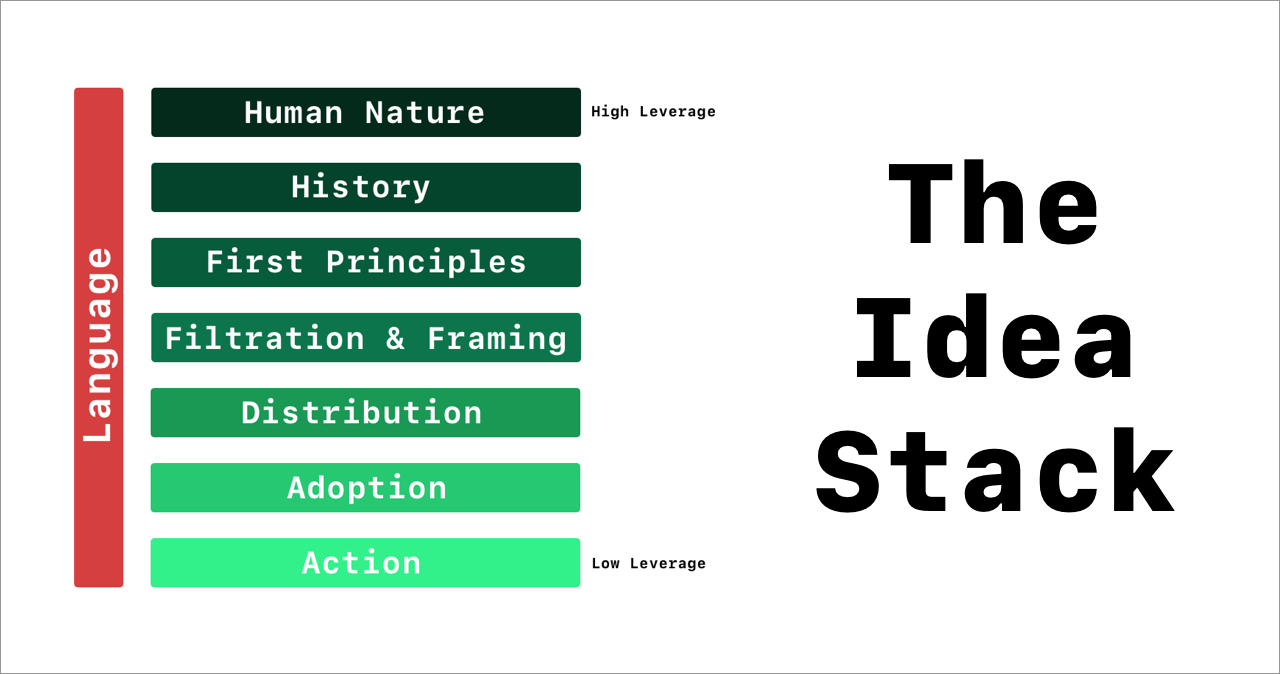 Language
Human Nature
High Leverage
History
First Principles
Filtration & Framing
Distribution
Adoption
Action
Low Leverage
The
Idea
Stack